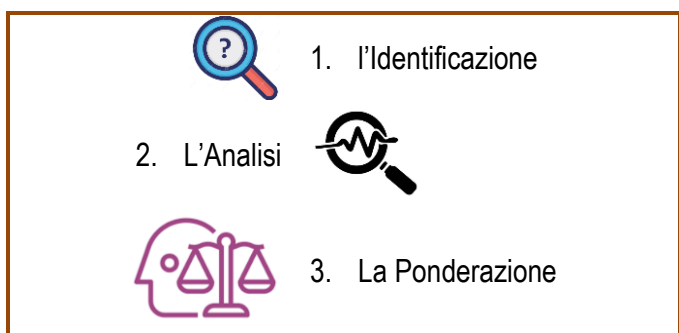 ?
1. l’Identificazione
2. L’Analisi
3. La Ponderazione